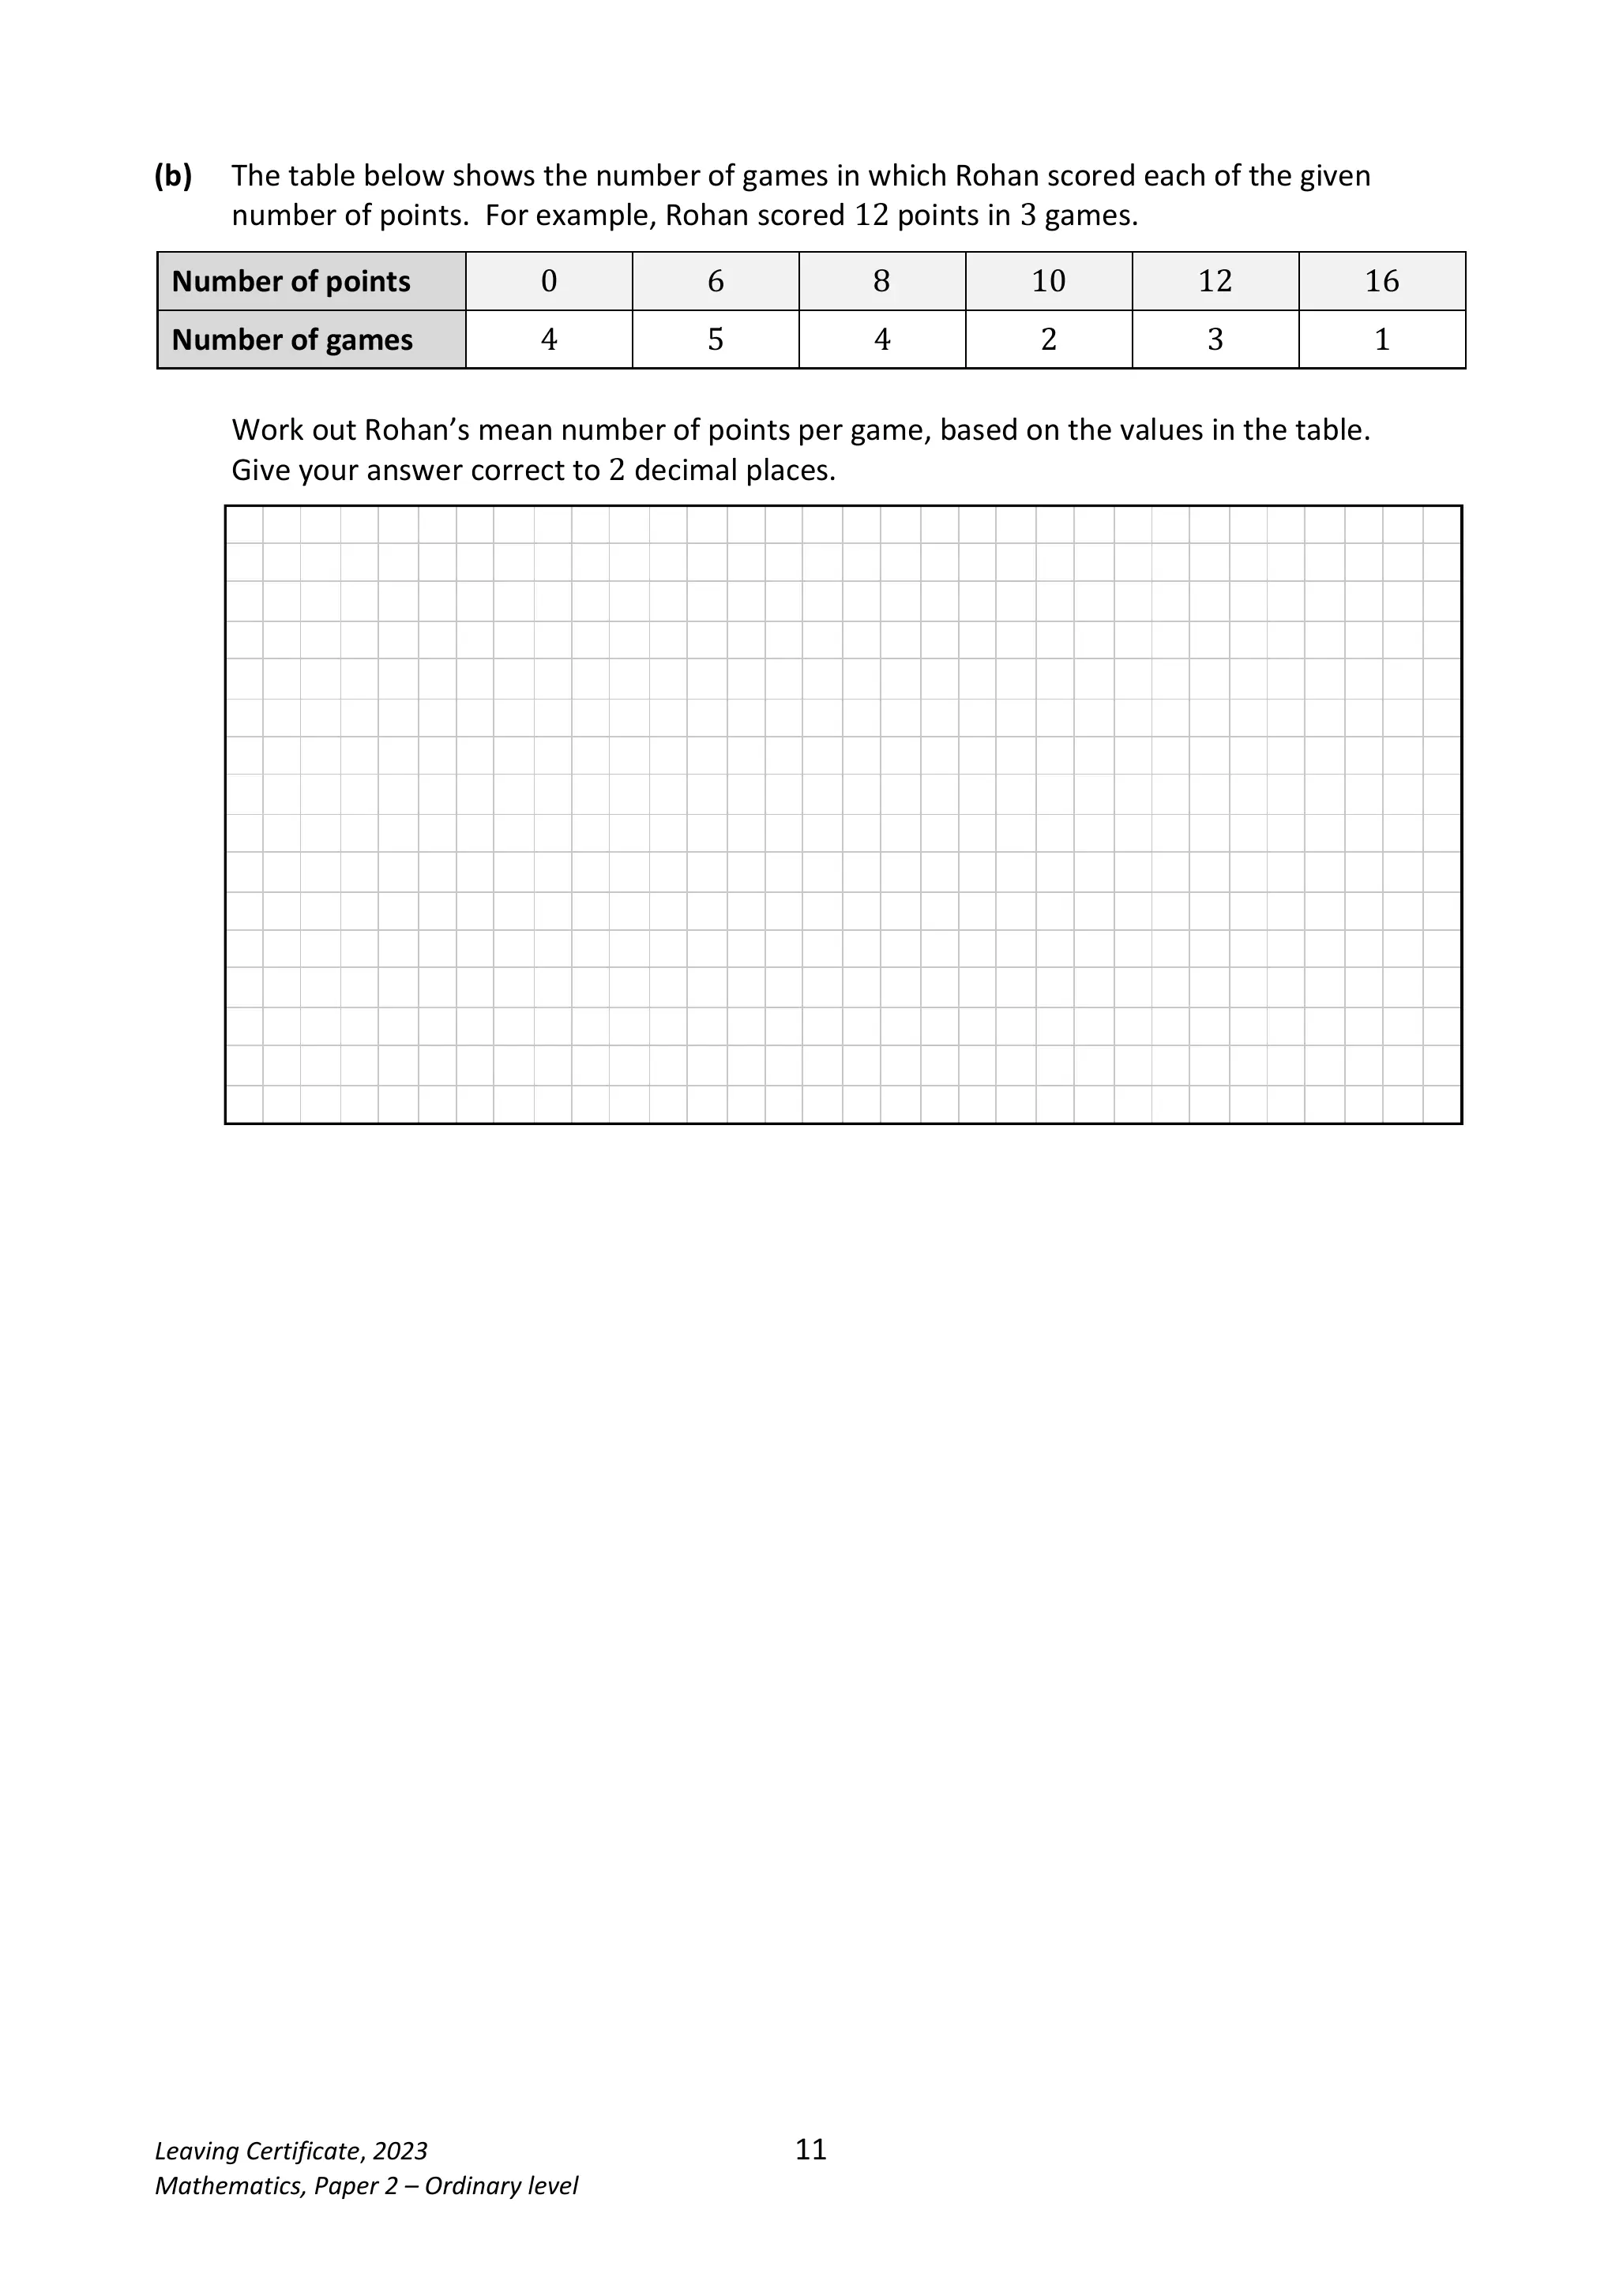 (b) The table below shows the number of games in which Rohan scored each of the given
number of points. For example, Rohan scored 12 points in 3 games.
Number of points 0 6 8 10 12 16
Number of games 4 5 4 2 3 1
Work out Rohan’s mean number of points per game, based on the values in the table.
Give your answer correct to 2 decimal places.
Leaving Certificate, 2023 11
Mathematics, Paper 2 – Ordinary level